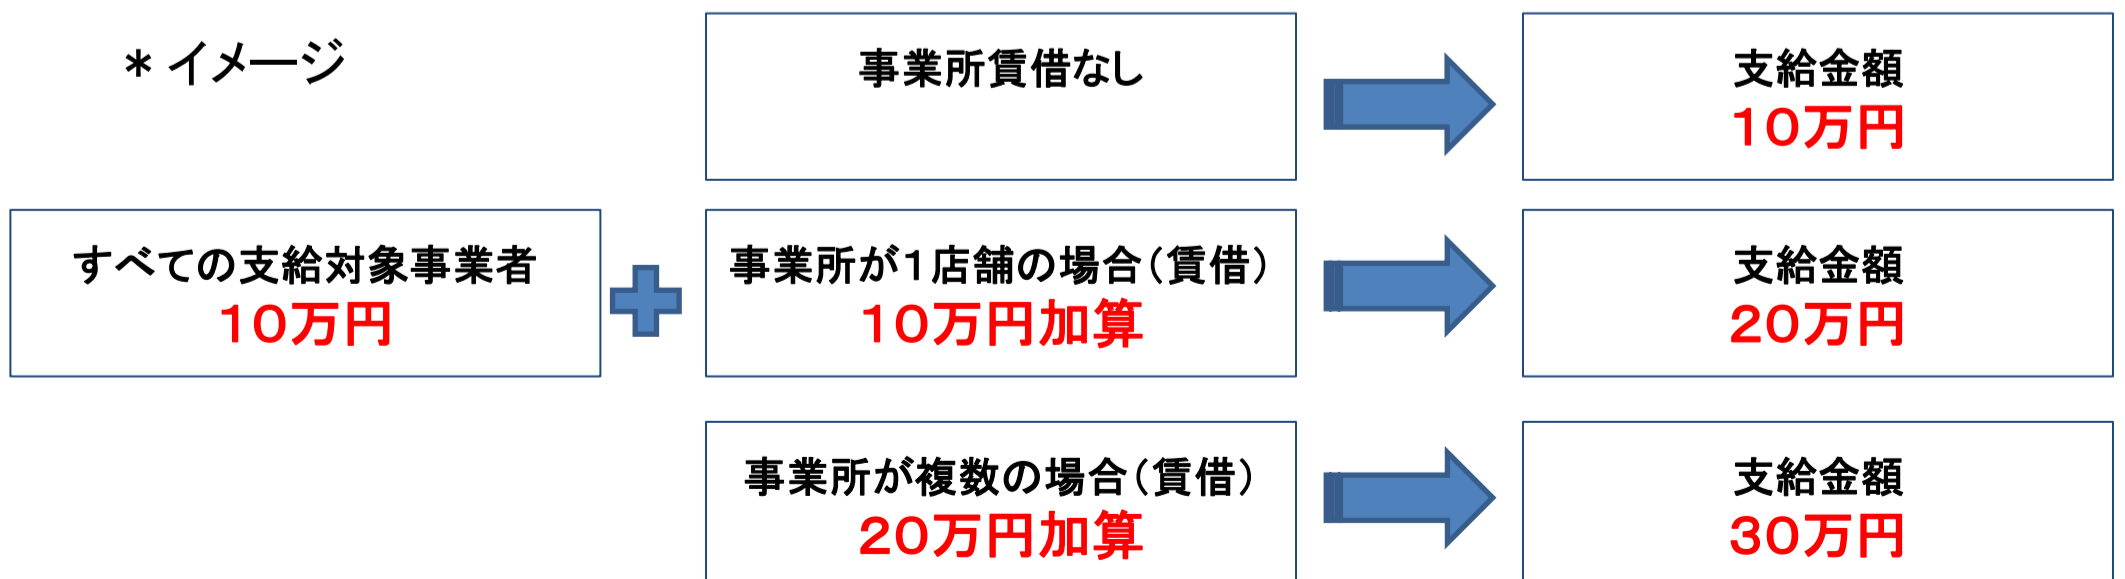 * イメージ
事業所賃借なし
支給金額
10万円
すべての支給対象事業者
10万円
事業所が1店舗の場合(賃借)
10万円加算
支給金額
20万円
事業所が複数の場合(賃借)
20万円加算
支給金額
30万円